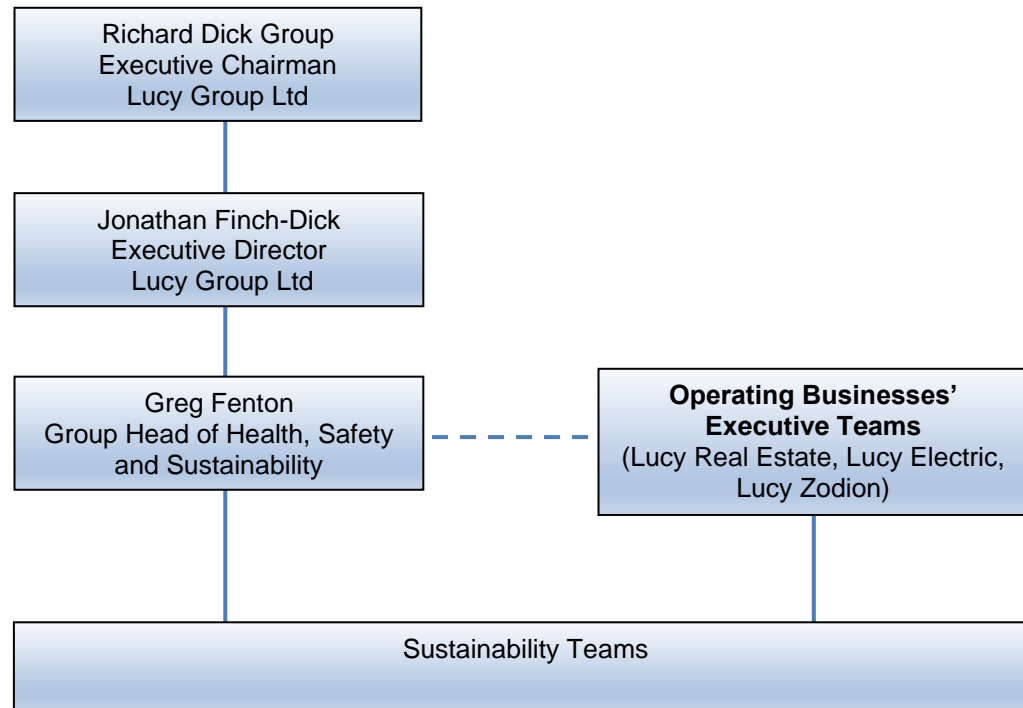 Richard Dick Group
Executive Chairman
Lucy Group Ltd
Jonathan Finch-Dick
Executive Director
Lucy Group Ltd
Greg Fenton
Group Head of Health, Safety
and Sustainability
Operating Businesses’
Executive Teams
(Lucy Real Estate, Lucy Electric,
Lucy Zodion)
Sustainability Teams